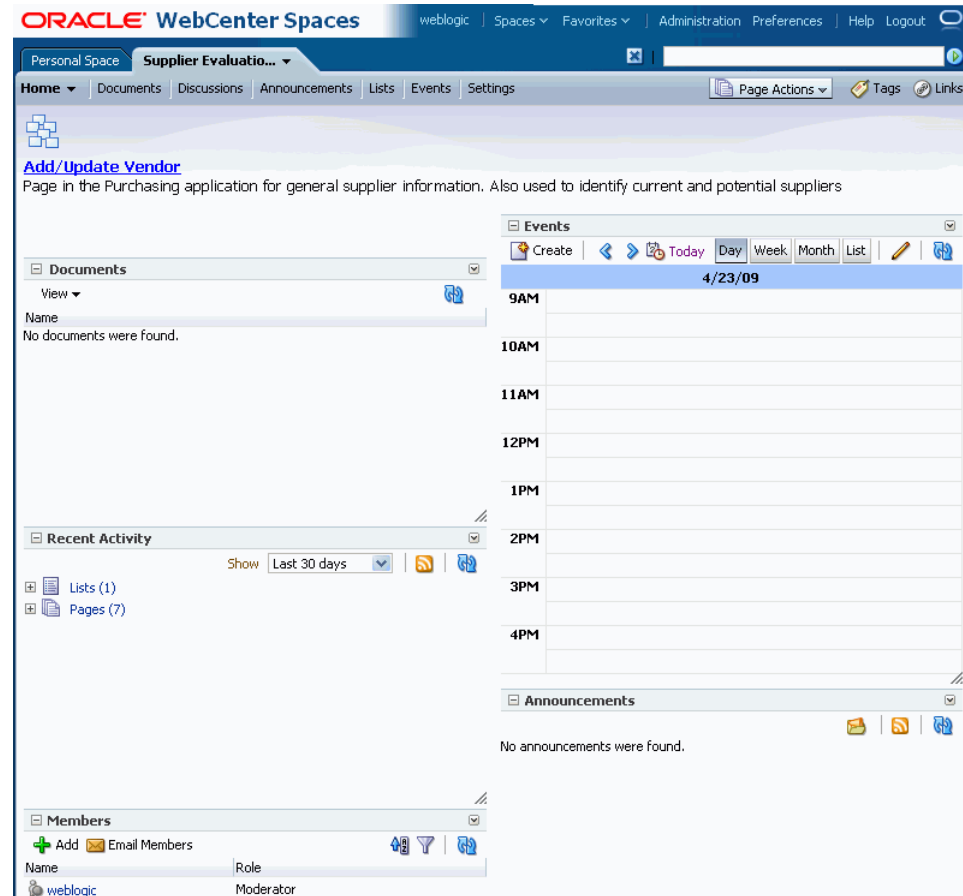 ORACLE WebCenter Spaces
weblogic Spaces Favorites Administration Preferences Help Logout
Personal Space Supplier Evaluatio...
Home Documents Discussions Announcements Lists Events Settings Page Actions Tags Links
Add/Update Vendor
Page in the Purchasing application for general supplier information. Also used to identify current and potential suppliers
Documents
View
Name
No documents were found.
Recent Activity
Show Last 30 days
Lists (1)
Pages (7)
Members
Add Email Members
Name Role
weblogic Moderator
Events
Create Today Day Week Month List
4/23/09
9AM
10AM
11AM
12PM
1PM
2PM
3PM
4PM
Announcements
No announcements were found.